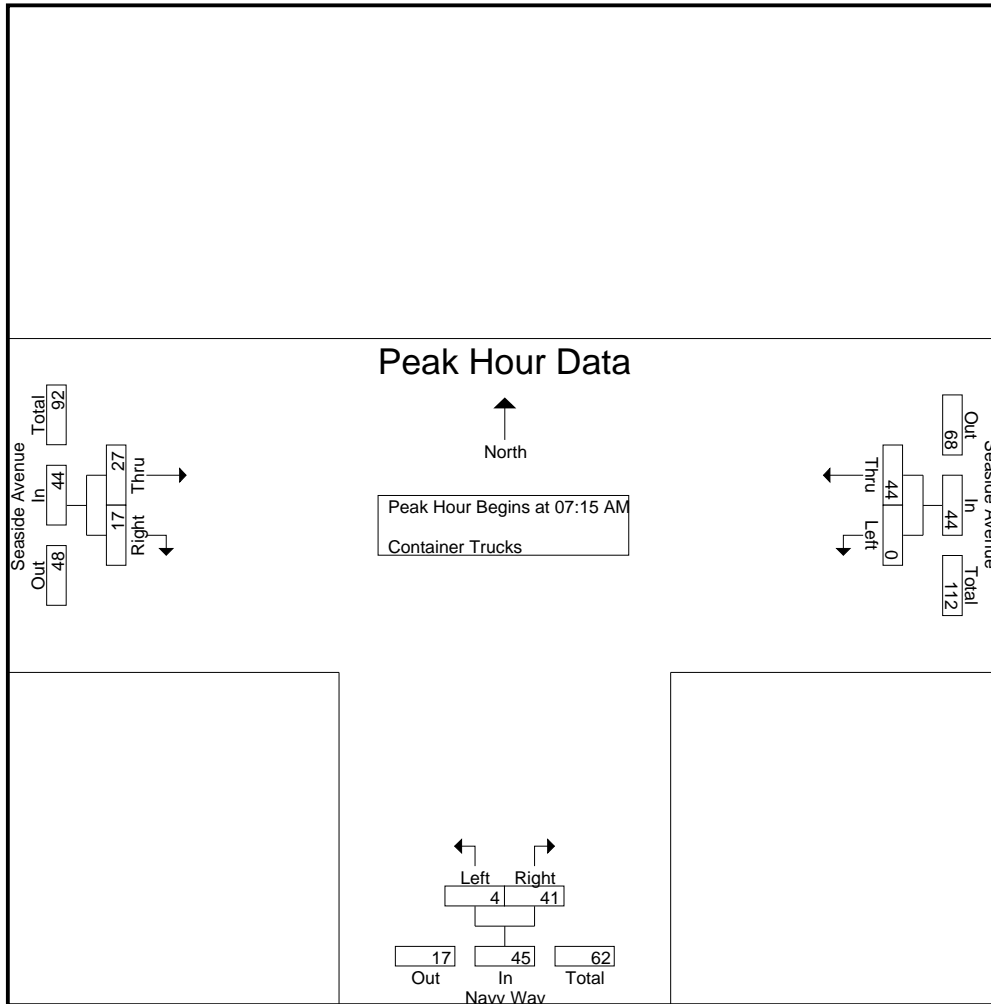 Peak Hour Data
North
Peak Hour Begins at 07:15 AM
Container Trucks
Seaside Avenue
Total
92
In
44
Out
48
27
Thru
17
Right
Seaside Avenue
Out
68
In
44
Total
112
Thru
44
Left
0
Left Right
4 41
17 45 62
Out In Total
Navy Way